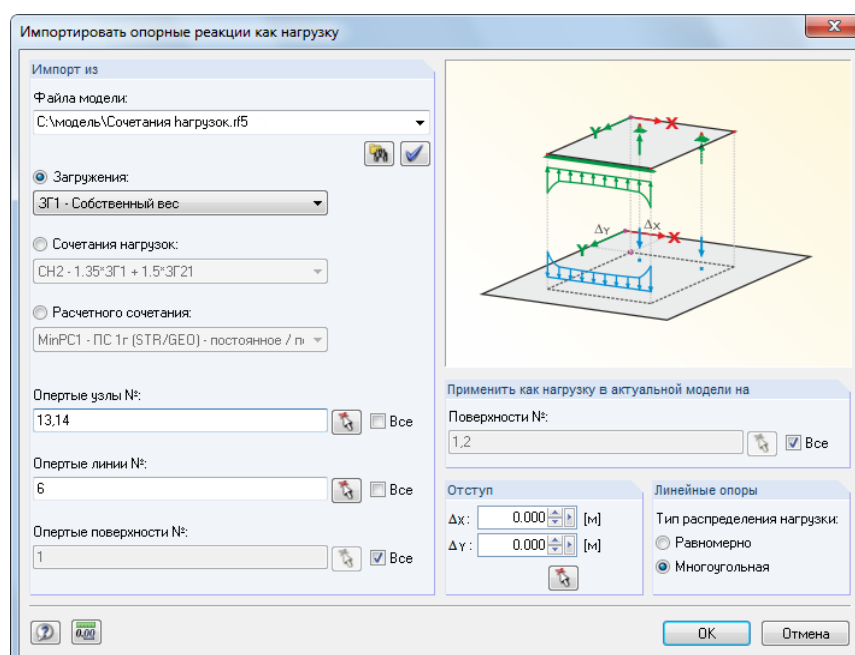 Импортировать опорные реакции как нагрузку
Импорт из
Файла модели:
C:\модель\Сочетания hагрузок.rf5
Загружения:
ЗГ1 - Собственный вес
Сочетания нагрузок:
СН2 - 1.35*ЗГ1 + 1.5*ЗГ21
Расчетного сочетания:
MinРС1 - ПС 1г (STR/GEO) - постоянное / п
Опертые узлы №:
13,14
Все
Опертые линии №:
6
Все
Опертые поверхности №:
1
Все
Y
X
ΔY
ΔX
Y
X
Применить как нагрузку в актуальной модели на
Поверхности №:
1,2
Все
Отступ
ΔX:
0.000
[м]
ΔY:
0.000
[м]
Линейные опоры
Тип распределения нагрузки:
Равномерно
Многоугольная
0.00
OK
Отмена